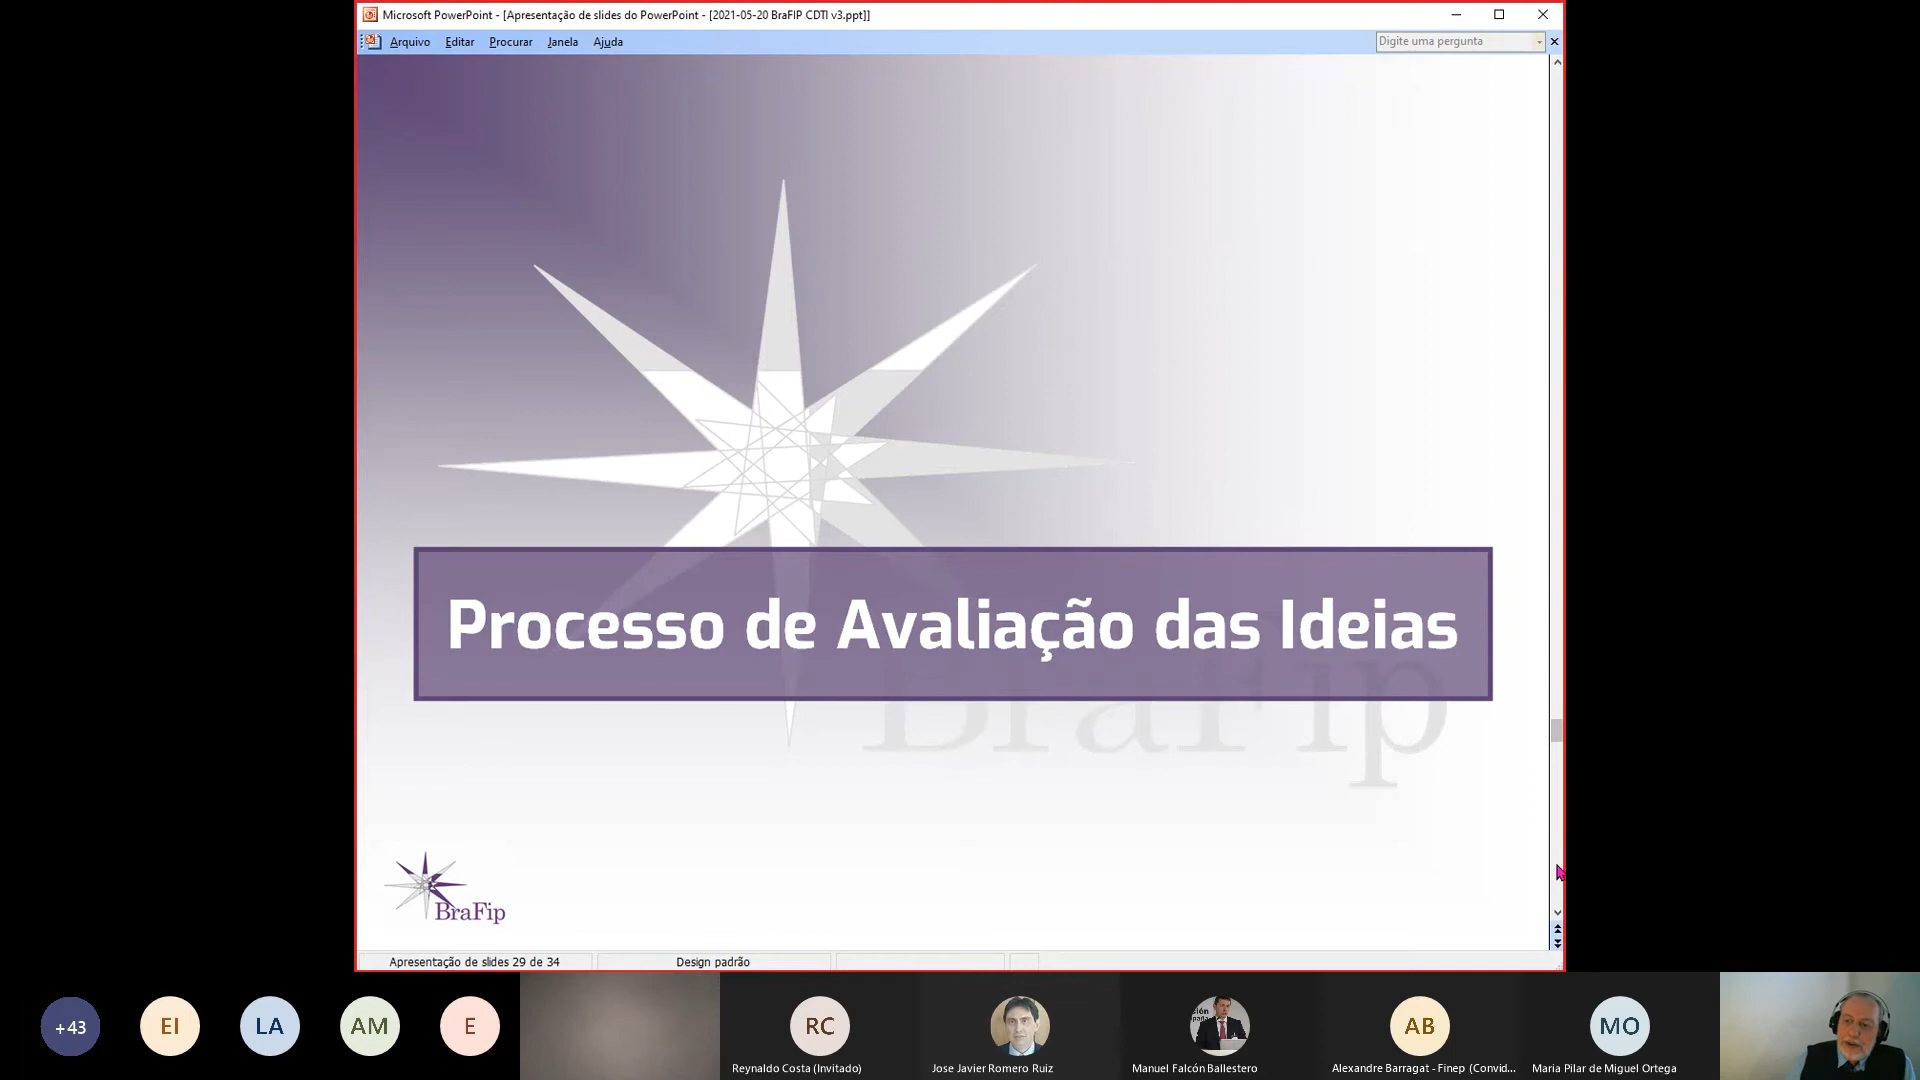 Microsoft PowerPoint - [Apresentação de slides do PowerPoint - [2021-05-20 BraFIP CDTI v3.ppt]]
Arquivo Editar Procurar Janela Ajuda
Digite uma pergunta
Processo de Avaliação das Ideias
BraFip
BraFip
Apresentação de slides 29 de 34
Design padrão
+43
EI
LA
AM
E
RC
AB
MO
Reynaldo Costa (Invitado)
Jose Javier Romero Ruiz
Manuel Falcón Ballestero
Alexandre Barragat - Finep (Convid...
Maria Pilar de Miguel Ortega